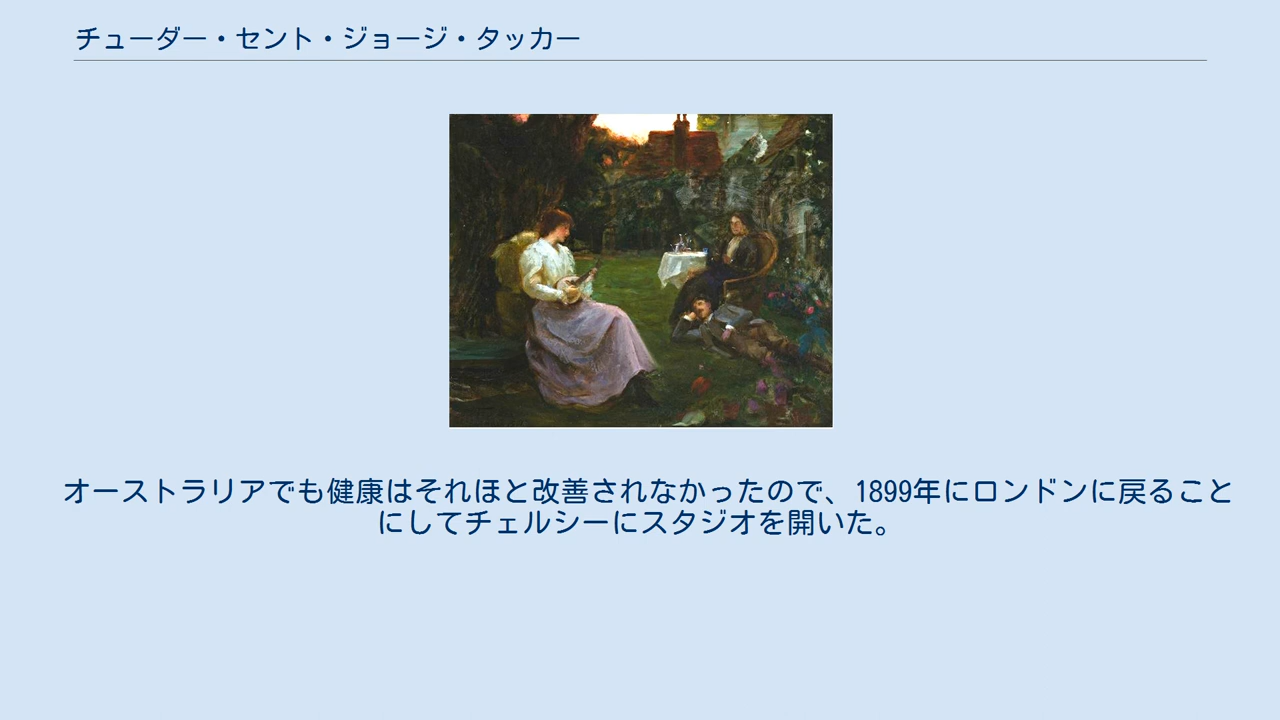 チューダー・セント・ジョージ・タッカー
オーストラリアでも健康はそれほど改善されなかったので、1899年にロンドンに戻ること
にしてチェルシーにスタジオを開いた。